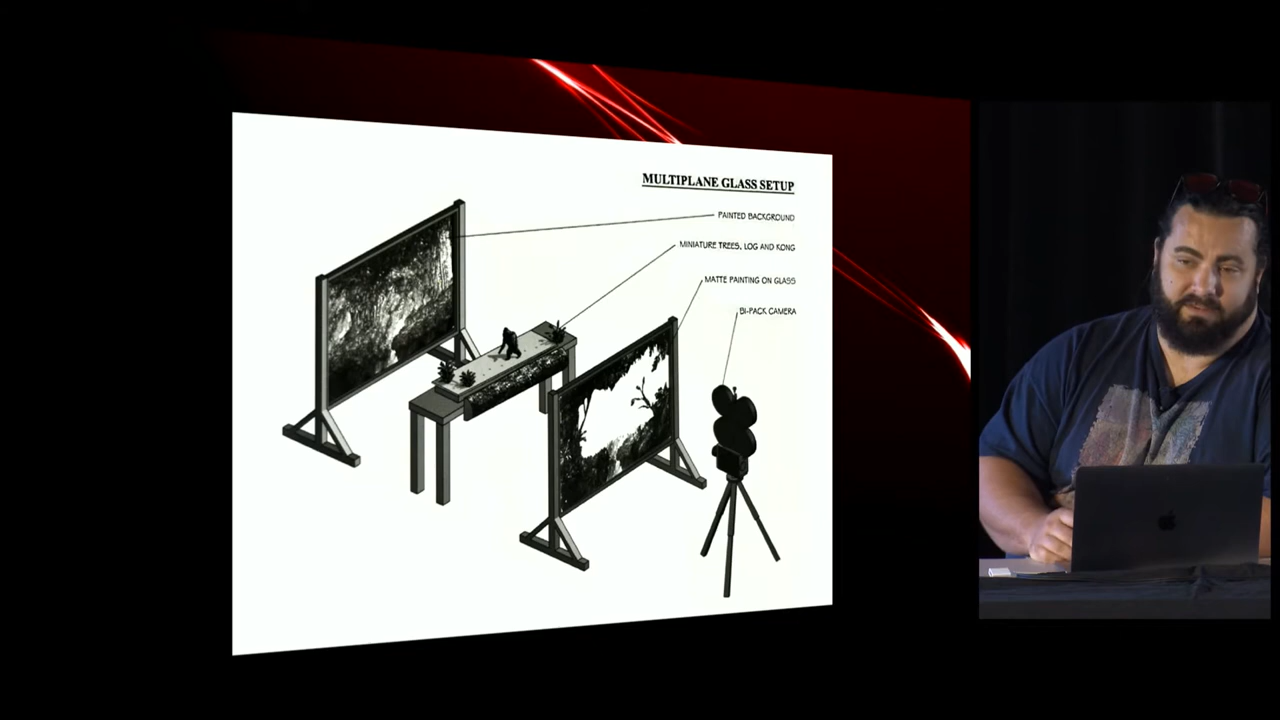 MULTIPLANE GLASS SETUP
PAINTED BACKGROUND
MINIATURE TREES, LOG AND KONG
MATTE PAINTING ON GLASS
BI-PACK CAMERA